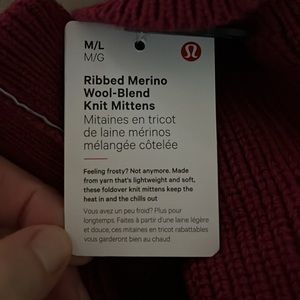 M/L
M/G
Ribbed Merino
Wool-Blend
Knit Mittens
Mitaines en tricot
de laine mérinos
mélangée côtelée
Feeling frosty? Not anymore. Made
from yarn that's lightweight and soft,
these foldover knit mittens keep the
heat in and the chills out
Vous avez un peu froid? Plus pour
longtemps. Faites à partir d'une laine légère
et douce, ces mitaines en tricot rabattables
vous garderont bien au chaud